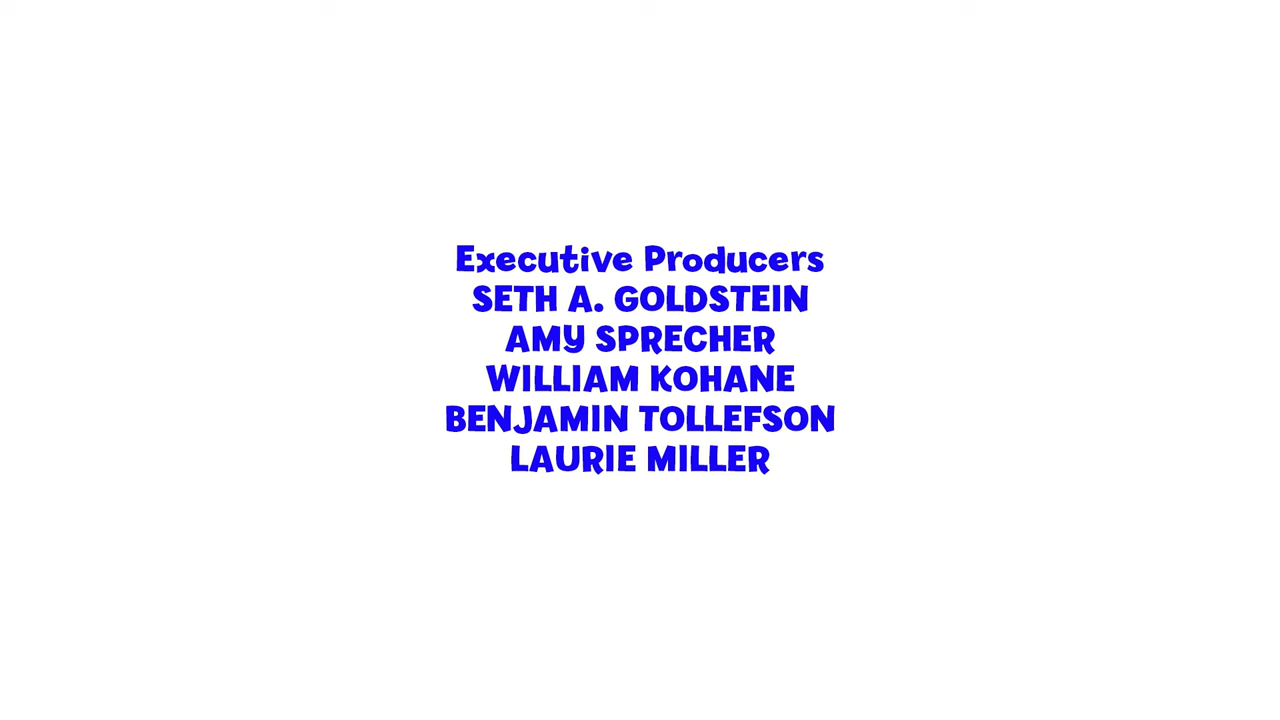 Executive Producers
SETH A. GOLDSTEIN
AMY SPRECHER
WILLIAM KOHANE
BENJAMIN TOLLEFSON
LAURIE MILLER